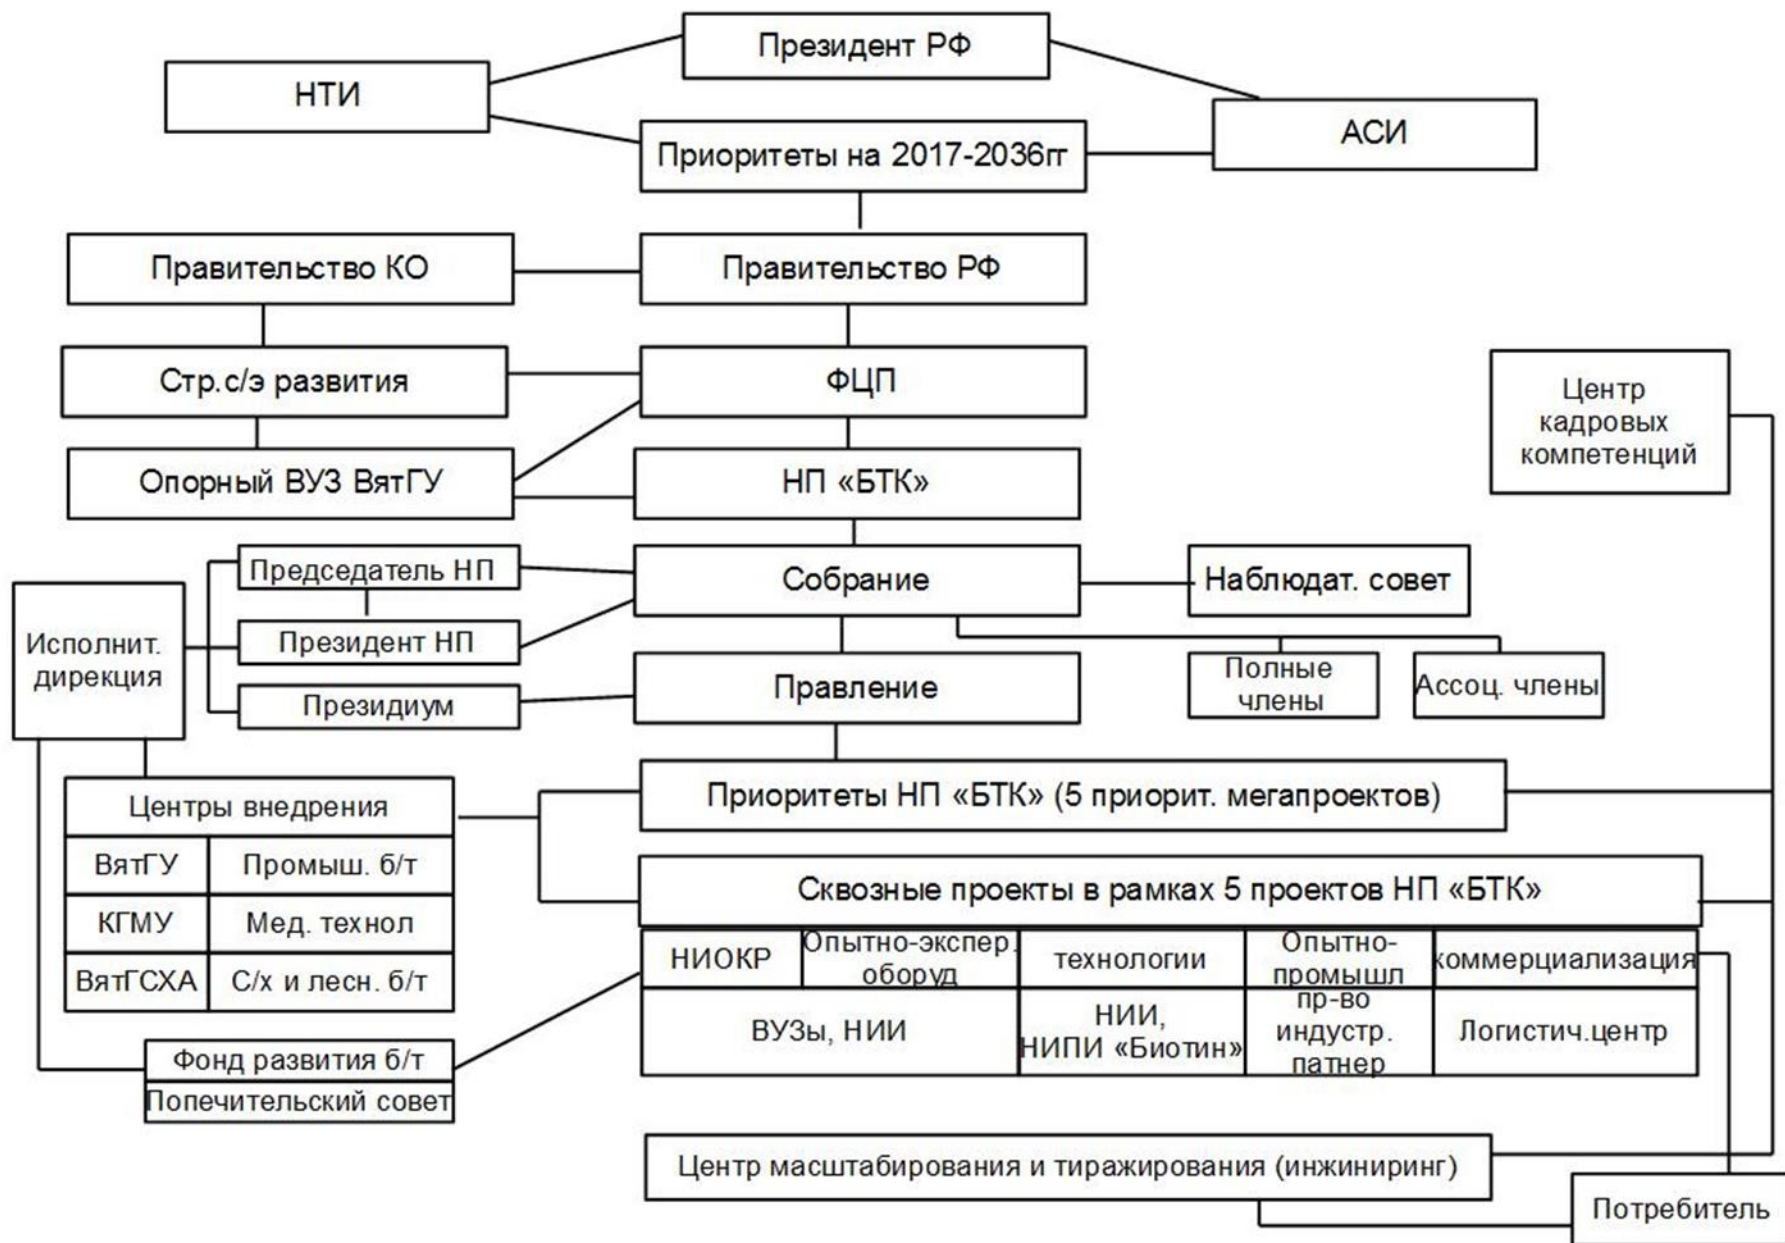 Президент РФ
НТИ
АСИ
Приоритеты на 2017-2036гг
Правительство КО
Правительство РФ
Стр.с/э развития
ФЦП
Центр
кадровых
компетенций
Опорный ВУЗ ВятГУ
НП «БТК»
Председатель НП
Собрание
Наблюдат. совет
Исполнит.
дирекция
Президент НП
Президиум
Правление
Полные
члены
Ассоц. члены
Центры внедрения
ВятГУ
Промыш. б/т
КГМУ
Мед. технол
ВятГСХА
С/х и лесн. б/т
Приоритеты НП «БТК» (5 приорит. мегапроектов)
Сквозные проекты в рамках 5 проектов НП «БТК»
НИОКР
Опытно-экспер.
оборуд
технологии
Опытно-
промышл
коммерциализация
ВУЗы, НИИ
НИИ,
НИПИ «Биотин»
пр-во
индустр.
патнер
Логистич.центр
Фонд развития б/т
Попечительский совет
Центр масштабирования и тиражирования (инжиниринг)
Потребитель